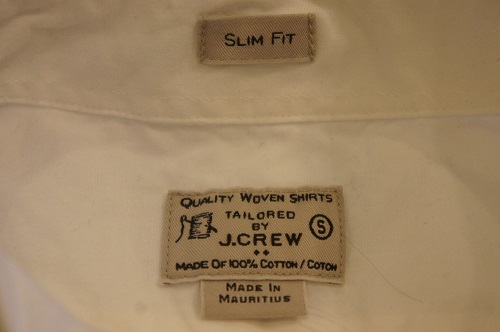 SLIM FIT
QUALITY WOVEN SHIRTS
TAILORED
BY
J.CREW
S
MADE OF 100% COTTON / COTON
MADE IN
MAURITIUS